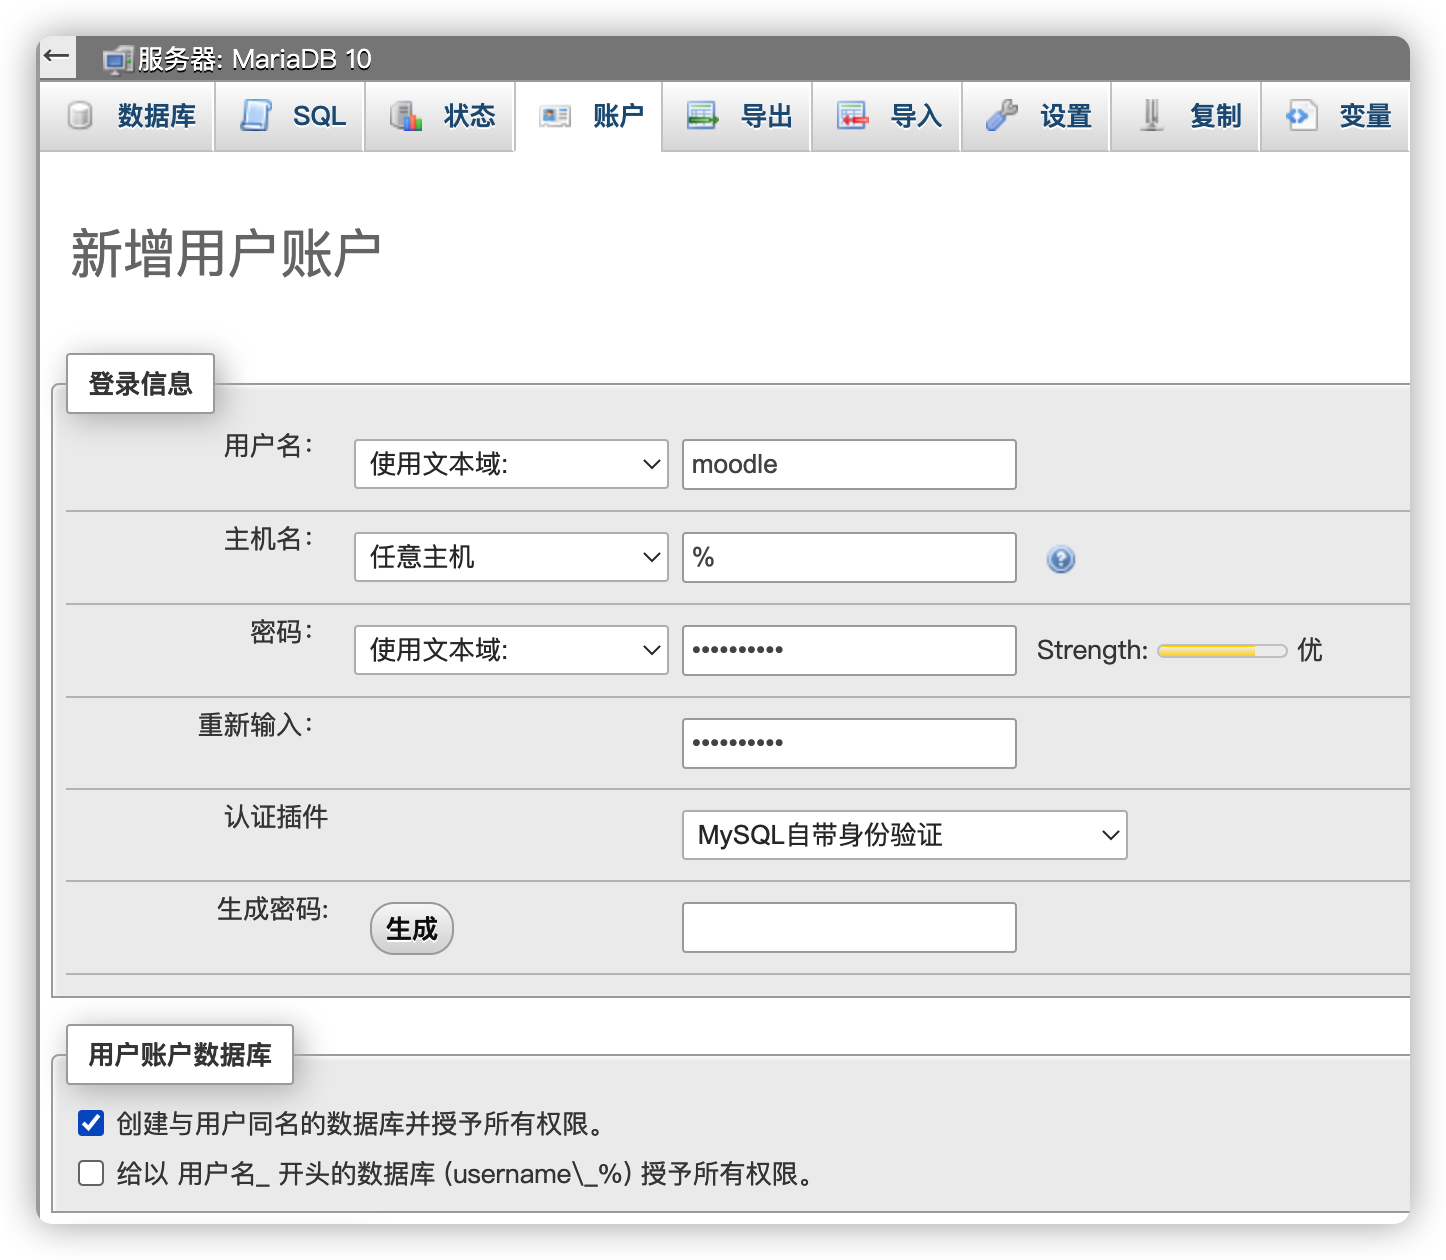 服务器: MariaDB 10
数据库 SQL 状态 账户 导出 导入 设置 复制 变量
新增用户账户
登录信息
用户名： 使用文本域: moodle
主机名： 任意主机 %
密码： 使用文本域: •••••••••• Strength: 优
重新输入： ••••••••••
认证插件 MySQL自带身份验证
生成密码: 生成
用户账户数据库
创建与用户同名的数据库并授予所有权限。
给以 用户名_ 开头的数据库 (username\_%) 授予所有权限。